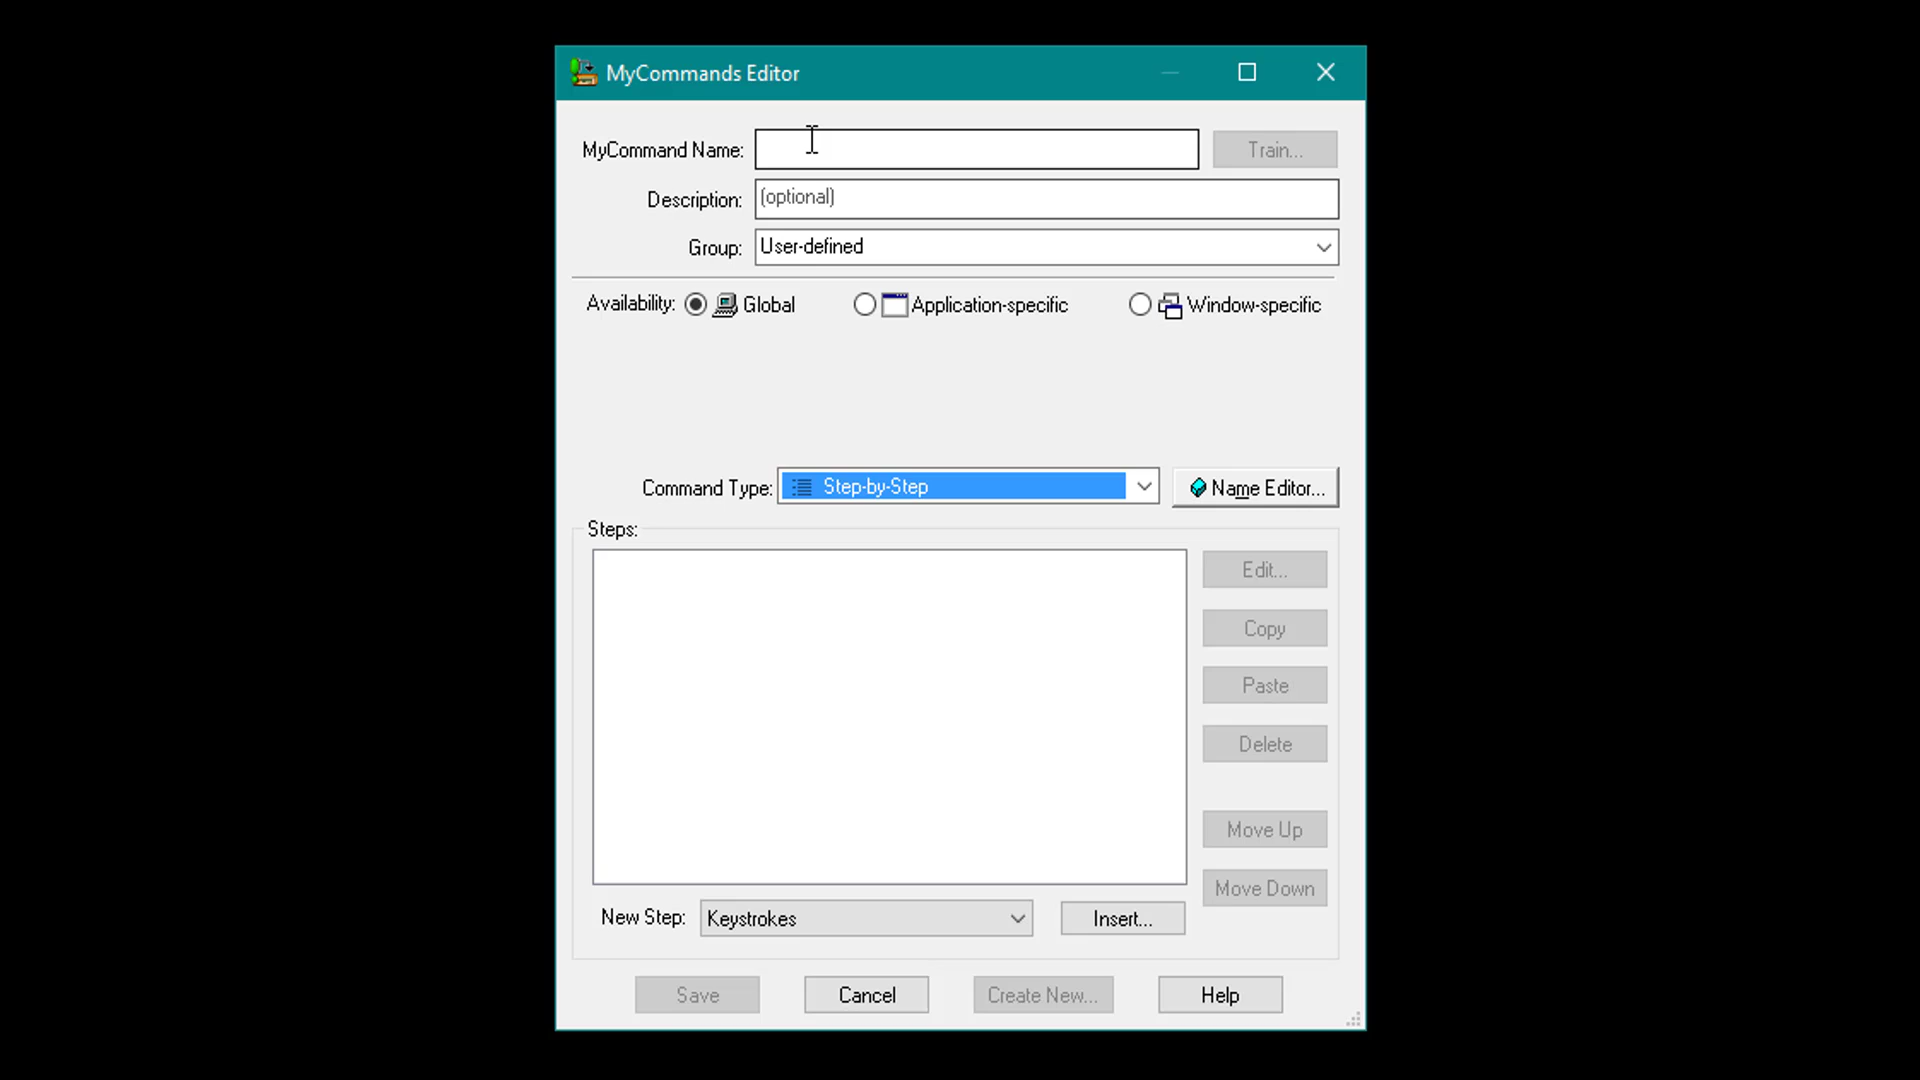 MyCommands Editor
MyCommand Name:
Train...
Description: (optional)
Group: User-defined
Availability: Global Application-specific Window-specific
Command Type: Step-by-Step Name Editor...
Steps:
Edit...
Copy
Paste
Delete
Move Up
Move Down
New Step: Keystrokes Insert...
Save Cancel Create New... Help